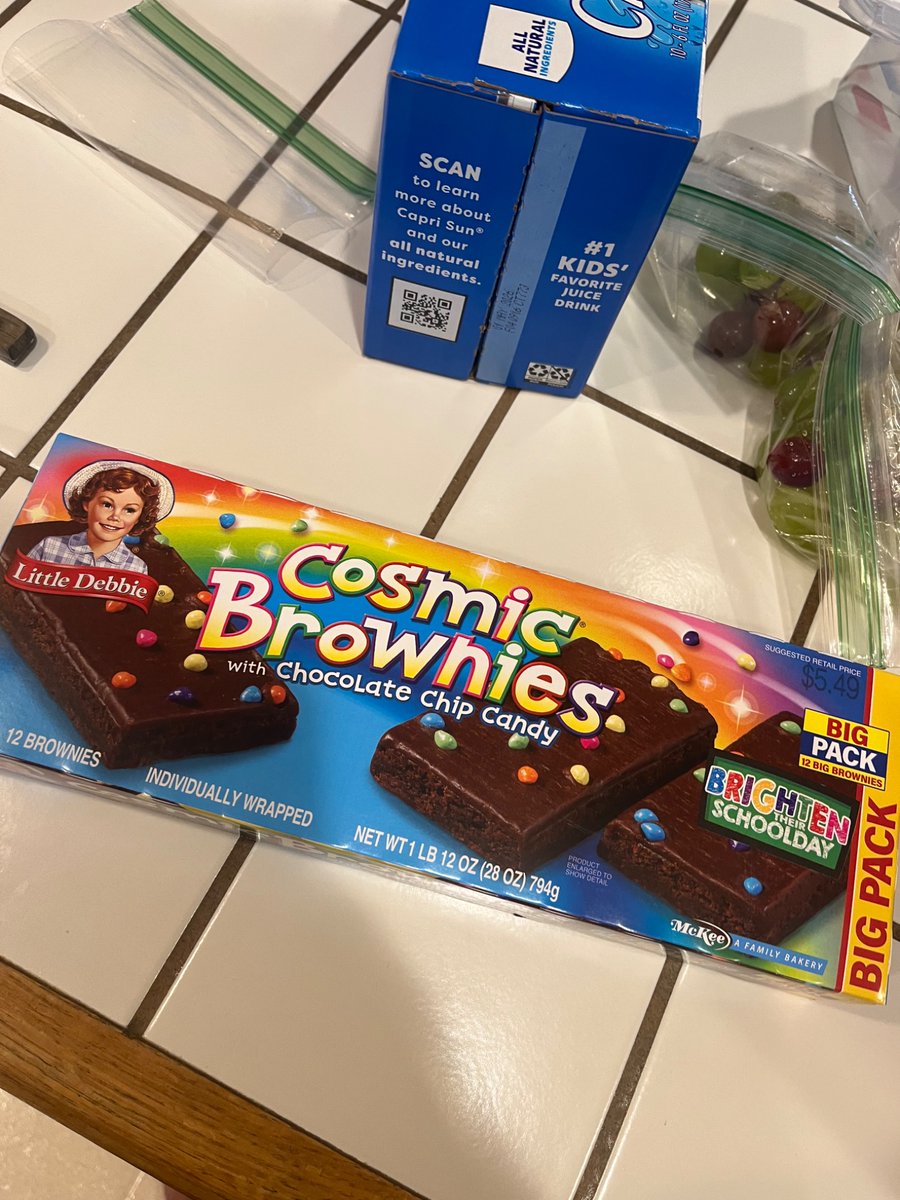 ALL
NATURAL
INGREDIENTS
SCAN
to learn
more about
Capri Sun®
and our
all natural
ingredients.
#1
KIDS’
FAVORITE
JUICE
DRINK
Little Debbie®
Cosmic®
Brownies
with Chocolate Chip Candy
12 BROWNIES
INDIVIDUALLY WRAPPED
NET WT 1 LB 12 OZ (28 OZ) 794g
PRODUCT
ENLARGED TO
SHOW DETAIL
SUGGESTED RETAIL PRICE
$5.49
BIG
PACK
12 BIG BROWNIES
BRIGHTEN
THEIR
SCHOOLDAY
McKee
A FAMILY BAKERY
BIG PACK